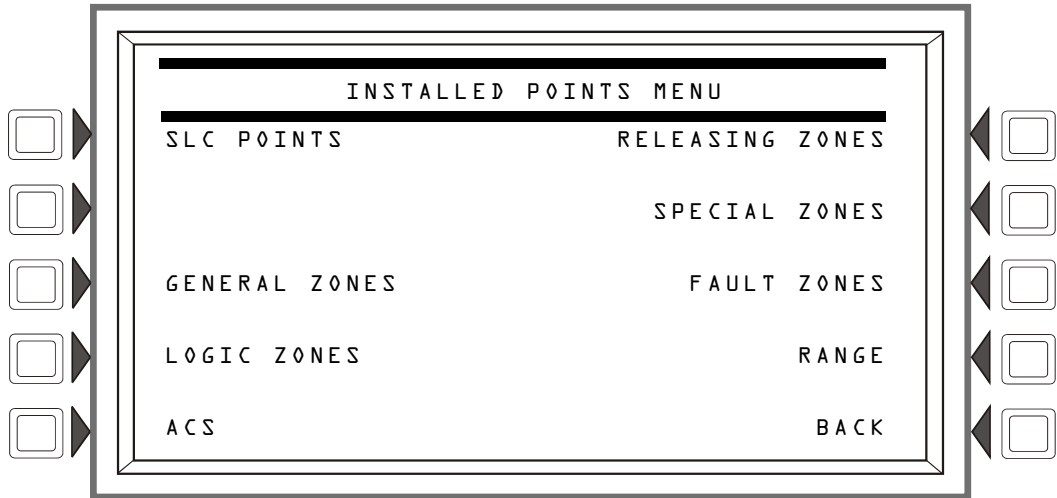 INSTALLED POINTS MENU
SLC POINTS RELEASING ZONES
SPECIAL ZONES
GENERAL ZONES FAULT ZONES
LOGIC ZONES RANGE
ACS BACK